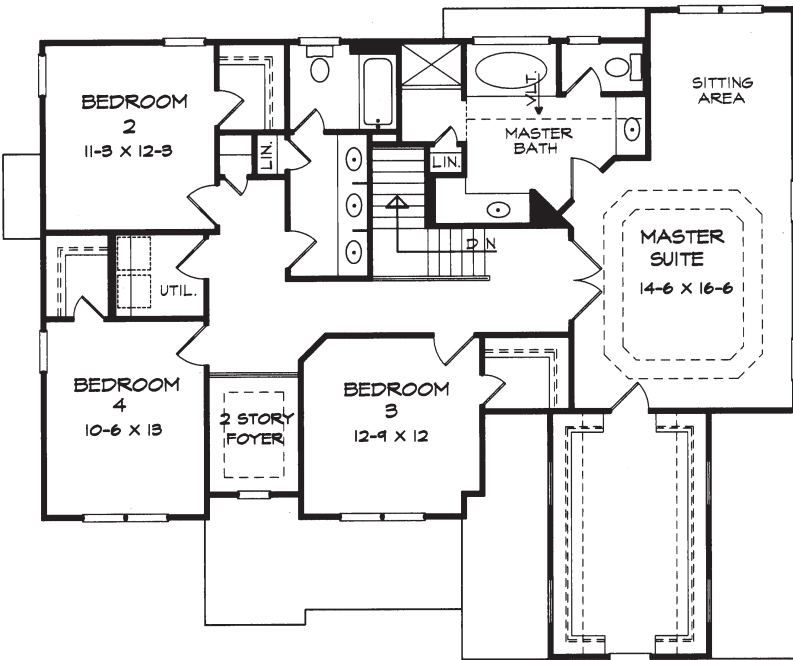 BEDROOM
2
11-3 X 12-3
LIN.
VLT.
MASTER
BATH
LIN.
SITTING
AREA
DN
UTIL.
MASTER
SUITE
14-6 X 16-6
BEDROOM
4
10-6 X 13
2 STORY
FOYER
BEDROOM
3
12-9 X 12